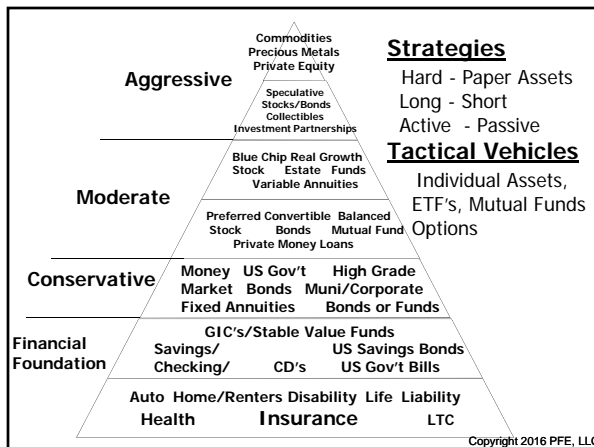 Commodities
Precious Metals
Private Equity
Aggressive
Speculative
Stocks/Bonds
Collectibles
Investment Partnerships
Blue Chip Real Growth
Stock Estate Funds
Variable Annuities
Moderate
Preferred Convertible Balanced
Stock Bonds Mutual Fund
Private Money Loans
Conservative
Money US Gov't High Grade
Market Bonds Muni/Corporate
Fixed Annuities Bonds or Funds
Financial
Foundation
GIC's/Stable Value Funds
Savings/ US Savings Bonds
Checking/ CD's US Gov't Bills
Auto Home/Renters Disability Life Liability
Health Insurance LTC
Strategies
Hard - Paper Assets
Long - Short
Active - Passive
Tactical Vehicles
Individual Assets,
ETF's, Mutual Funds
Options
Copyright 2016 PFE, LLC